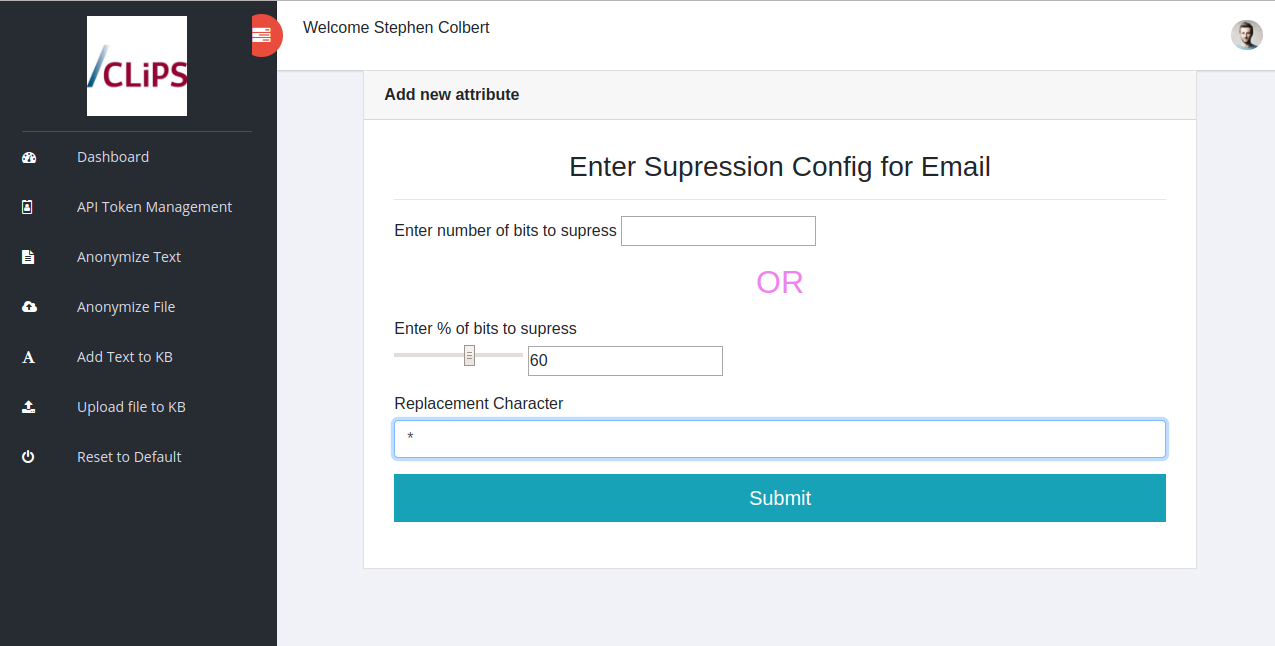 CLiPS
Welcome Stephen Colbert
Dashboard
API Token Management
Anonymize Text
Anonymize File
Add Text to KB
Upload file to KB
Reset to Default
Add new attribute
Enter Supression Config for Email
Enter number of bits to supress
OR
Enter % of bits to supress
60
Replacement Character
*
Submit